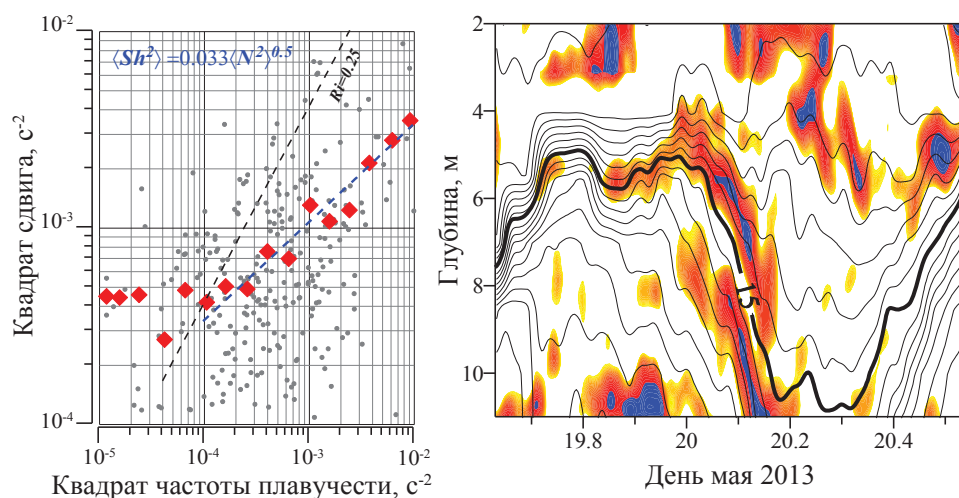 10⁻²
⟨Sh²⟩ =0.033⟨N²⟩⁰·⁵
Ri=0.25
10⁻³
10⁻⁴
Квадрат сдвига, с⁻²
10⁻⁵ 10⁻⁴ 10⁻³ 10⁻²
Квадрат частоты плавучести, с⁻²
2
4
6
8
10
Глубина, м
15
19.8 20 20.2 20.4
День мая 2013